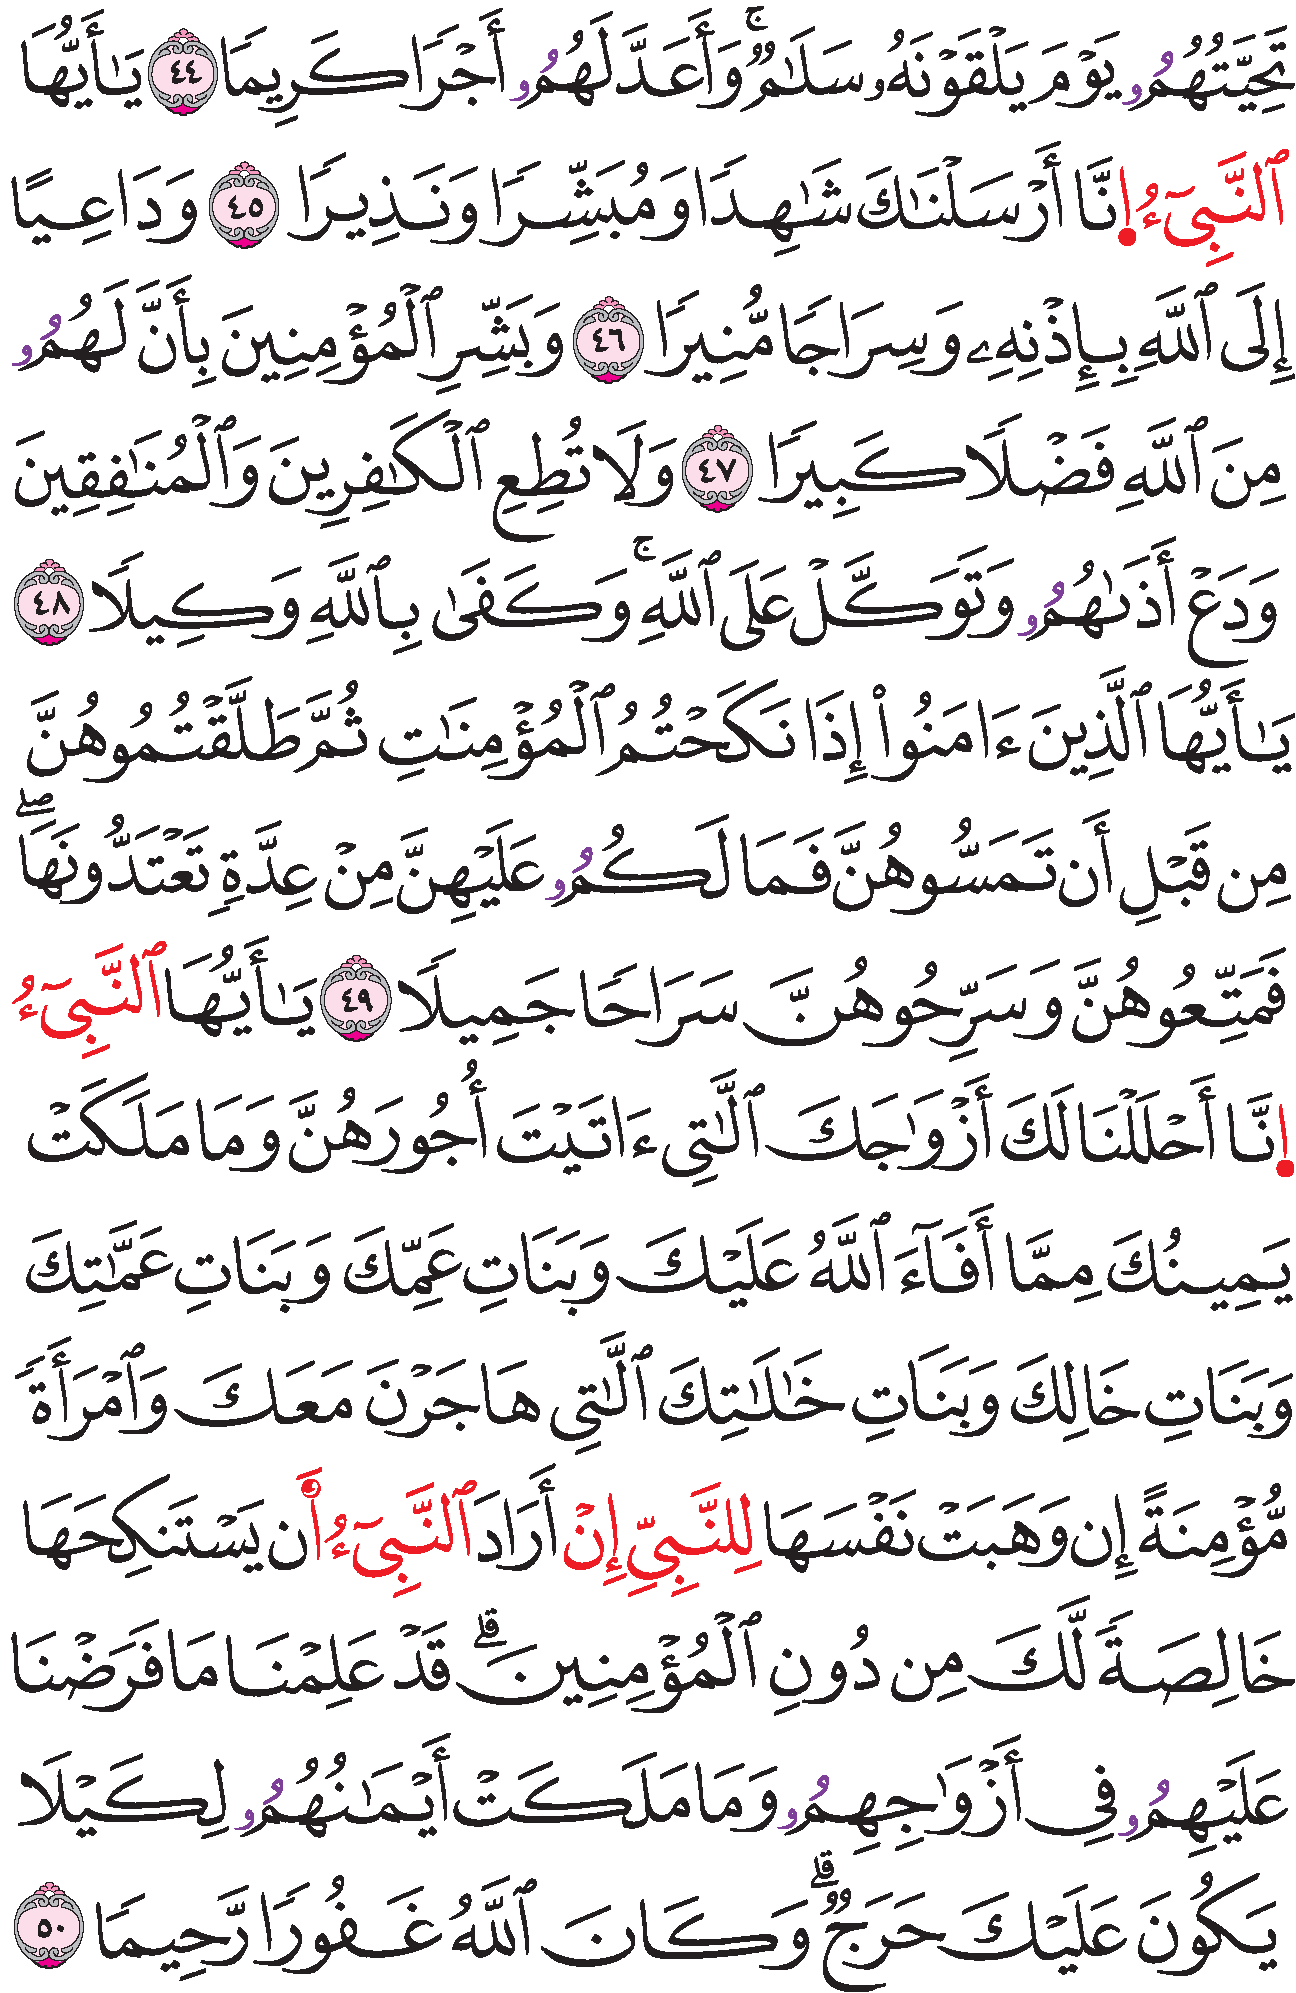 تَحِيَّتُهُمُۥ يَوْمَ يَلْقَوْنَهُۥ سَلَٰمٌۚ وَأَعَدَّ لَهُمُۥ أَجْرًا كَرِيمًا ٤٤ يَٰأَيُّهَا
ٱلنَّبِيٓءُ اِ۪نَّا أَرْسَلْنَٰكَ شَٰهِدًا وَمُبَشِّرًا وَنَذِيرًا ٤٥ وَدَاعِيًا
إِلَى ٱللَّهِ بِإِذْنِهِۦ وَسِرَاجًا مُّنِيرًا ٤٦ وَبَشِّرِ ٱلْمُؤْمِنِينَ بِأَنَّ لَهُمُۥ
مِنَ ٱللَّهِ فَضْلًا كَبِيرًا ٤٧ وَلَا تُطِعِ ٱلْكَٰفِرِينَ وَٱلْمُنَٰفِقِينَ
وَدَعْ أَذَىٰهُمُۥ وَتَوَكَّلْ عَلَى ٱللَّهِۚ وَكَفَىٰ بِٱللَّهِ وَكِيلًا ٤٨
يَٰأَيُّهَا ٱلَّذِينَ ءَامَنُوا۟ إِذَا نَكَحْتُمُ ٱلْمُؤْمِنَٰتِ ثُمَّ طَلَّقْتُمُوهُنَّ
مِن قَبْلِ أَن تَمَسُّوهُنَّ فَمَا لَكُمُۥ عَلَيْهِنَّ مِنْ عِدَّةٍ تَعْتَدُّونَهَاۖ
فَمَتِّعُوهُنَّ وَسَرِّحُوهُنَّ سَرَاحًا جَمِيلًا ٤٩ يَٰأَيُّهَا ٱلنَّبِيٓءُ
اِ۪نَّا أَحْلَلْنَا لَكَ أَزْوَٰجَكَ ٱلَّٰتِي ءَاتَيْتَ أُجُورَهُنَّ وَمَا مَلَكَتْ
يَمِينُكَ مِمَّا أَفَآءَ ٱللَّهُ عَلَيْكَ وَبَنَاتِ عَمِّكَ وَبَنَاتِ عَمَّٰتِكَ
وَبَنَاتِ خَالِكَ وَبَنَاتِ خَٰلَٰتِكَ ٱلَّٰتِي هَاجَرْنَ مَعَكَ وَٱمْرَأَةً
مُّؤْمِنَةً إِن وَهَبَتْ نَفْسَهَا لِلنَّبِيِّ إِنْ أَرَادَ ٱلنَّبِيٓءُ اَ۬ن يَسْتَنكِحَهَا
خَالِصَةً لَّكَ مِن دُونِ ٱلْمُؤْمِنِينَۗ قَدْ عَلِمْنَا مَا فَرَضْنَا
عَلَيْهِمُۥ فِي أَزْوَٰجِهِمُۥ وَمَا مَلَكَتْ أَيْمَٰنُهُمُۥ لِكَيْلَا
يَكُونَ عَلَيْكَ حَرَجٌۗ وَكَانَ ٱللَّهُ غَفُورًا رَّحِيمًا ٥٠